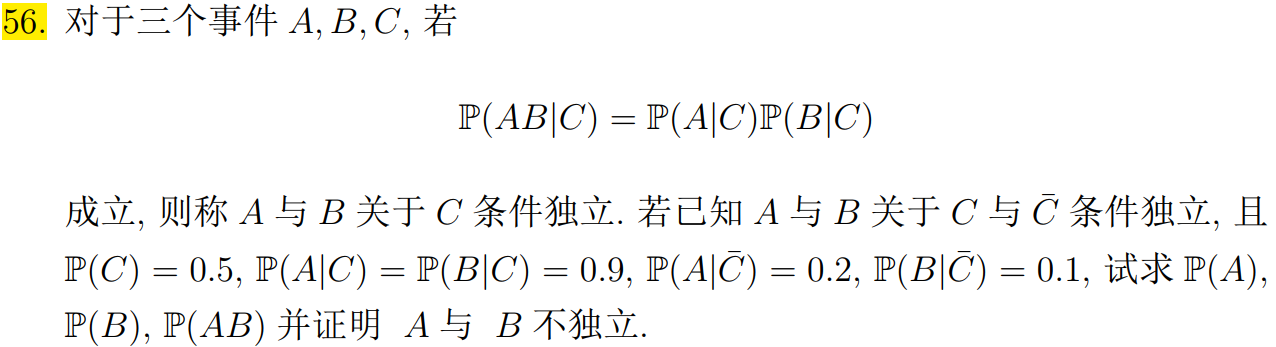 56. 对于三个事件 A, B, C, 若
ℙ(AB|C) = ℙ(A|C)ℙ(B|C)
成立, 则称 A 与 B 关于 C 条件独立. 若已知 A 与 B 关于 C 与 C̄ 条件独立, 且
ℙ(C) = 0.5, ℙ(A|C) = ℙ(B|C) = 0.9, ℙ(A|C̄) = 0.2, ℙ(B|C̄) = 0.1, 试求 ℙ(A),
ℙ(B), ℙ(AB) 并证明 A 与 B 不独立.